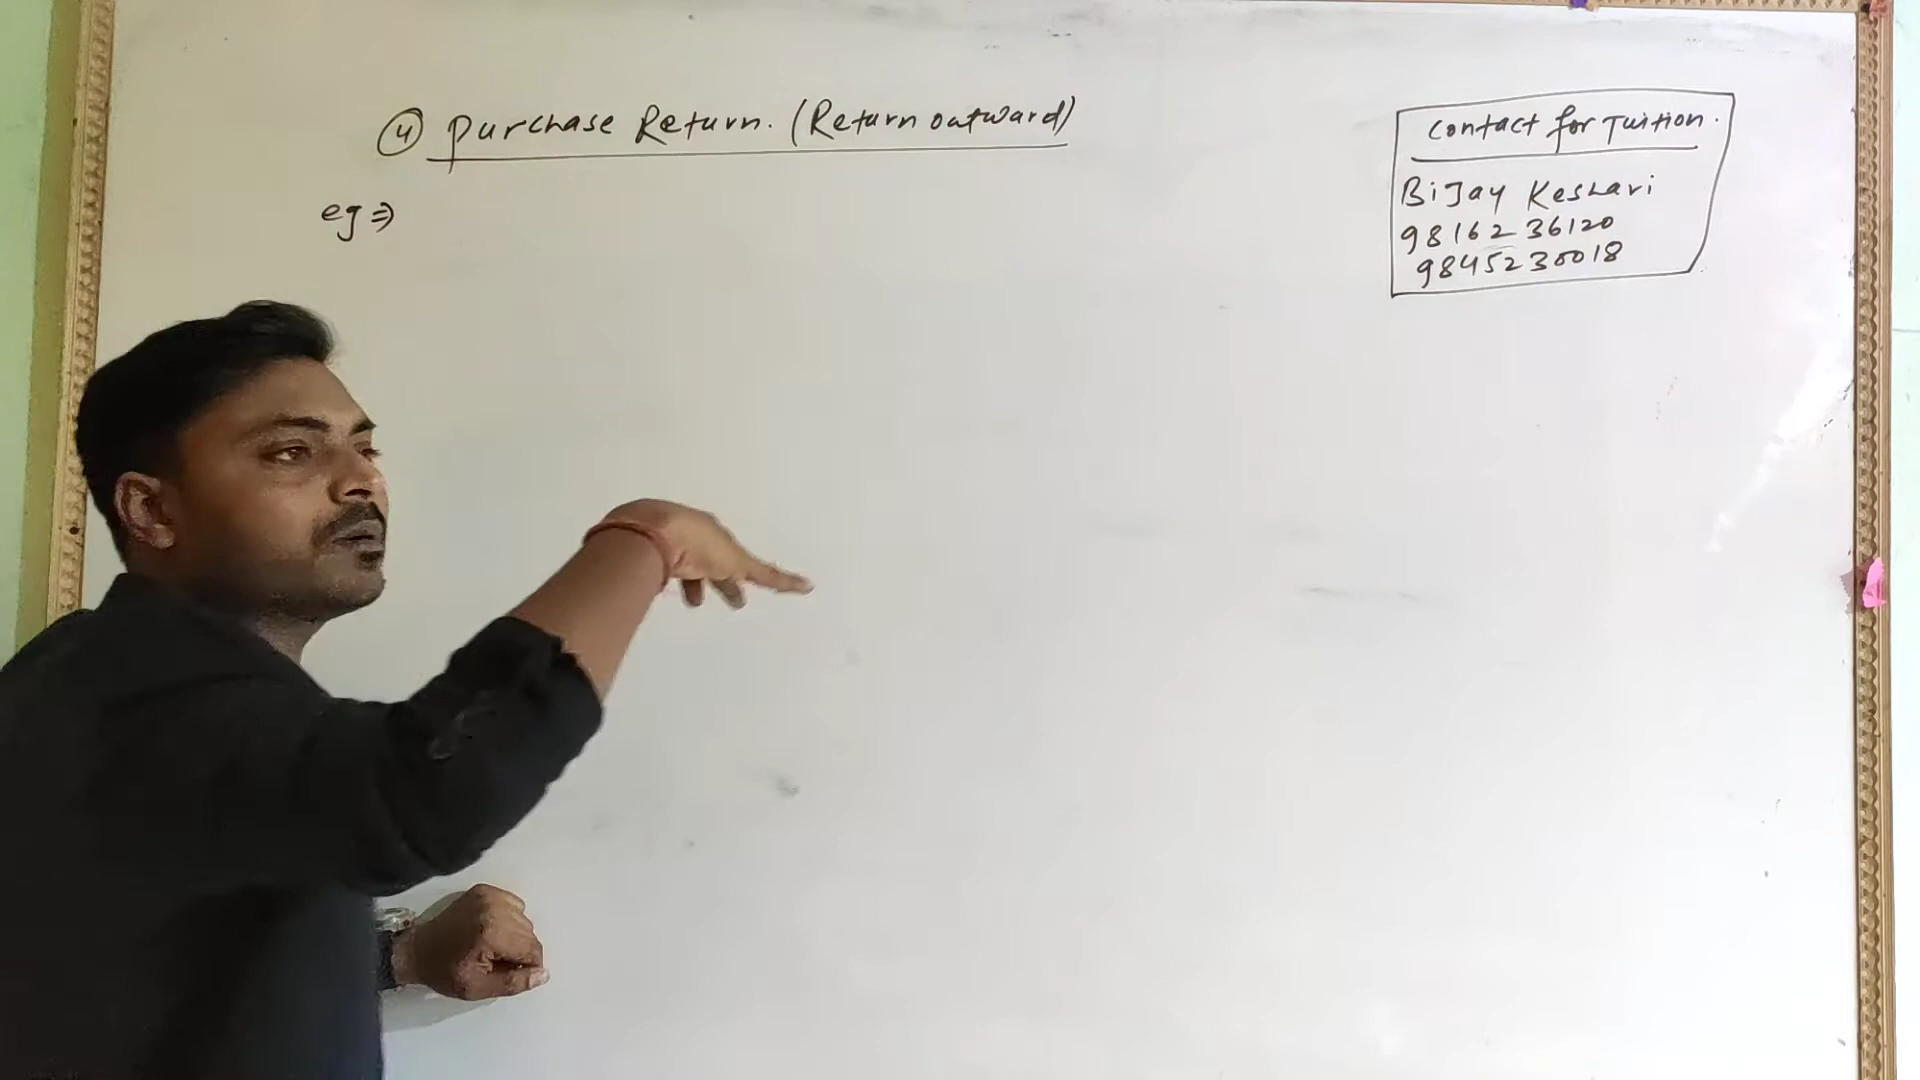 ④ Purchase Return. (Return outward)
eg ⇒
Contact for Tuition.
BiJay Keshari
9816236120
9845230018